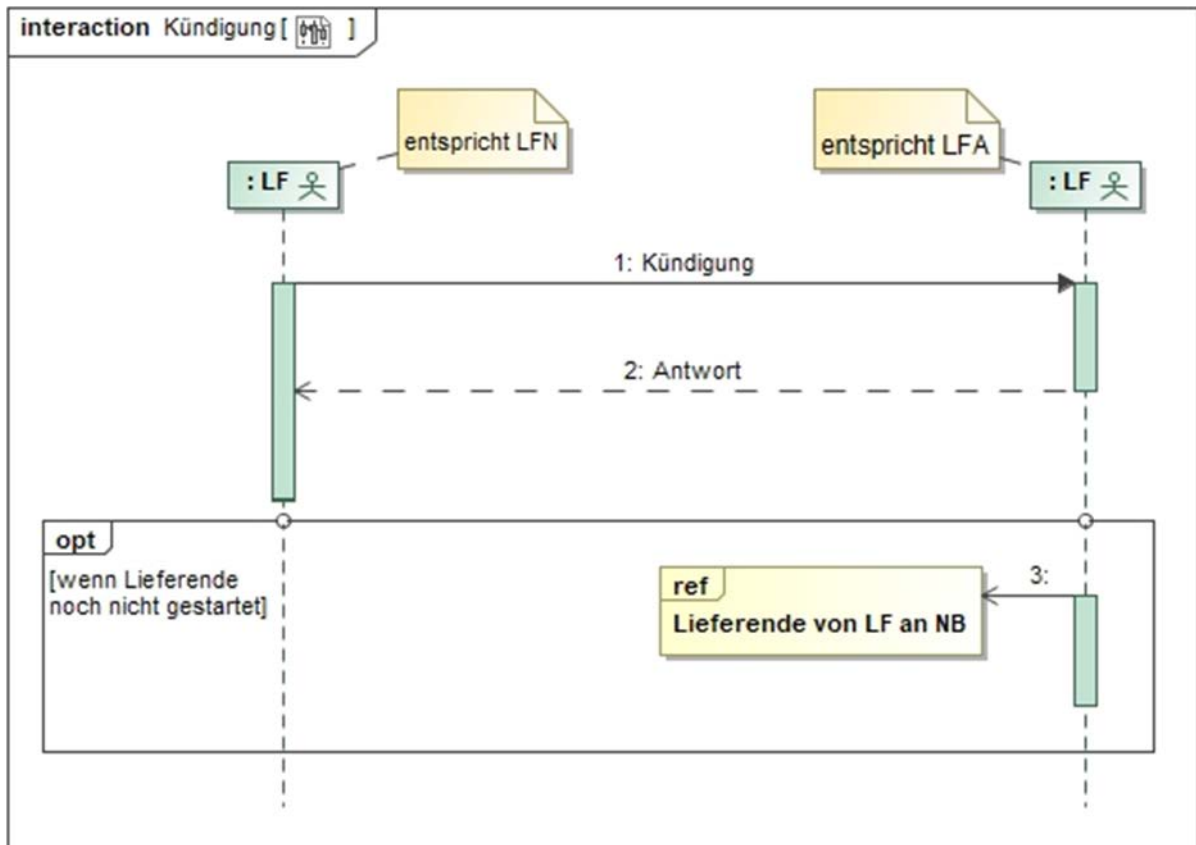 interaction Kündigung[ ]
entspricht LFN
entspricht LFA
: LF
: LF
1: Kündigung
2: Antwort
opt
[wenn Lieferende
noch nicht gestartet]
3:
ref
Lieferende von LF an NB